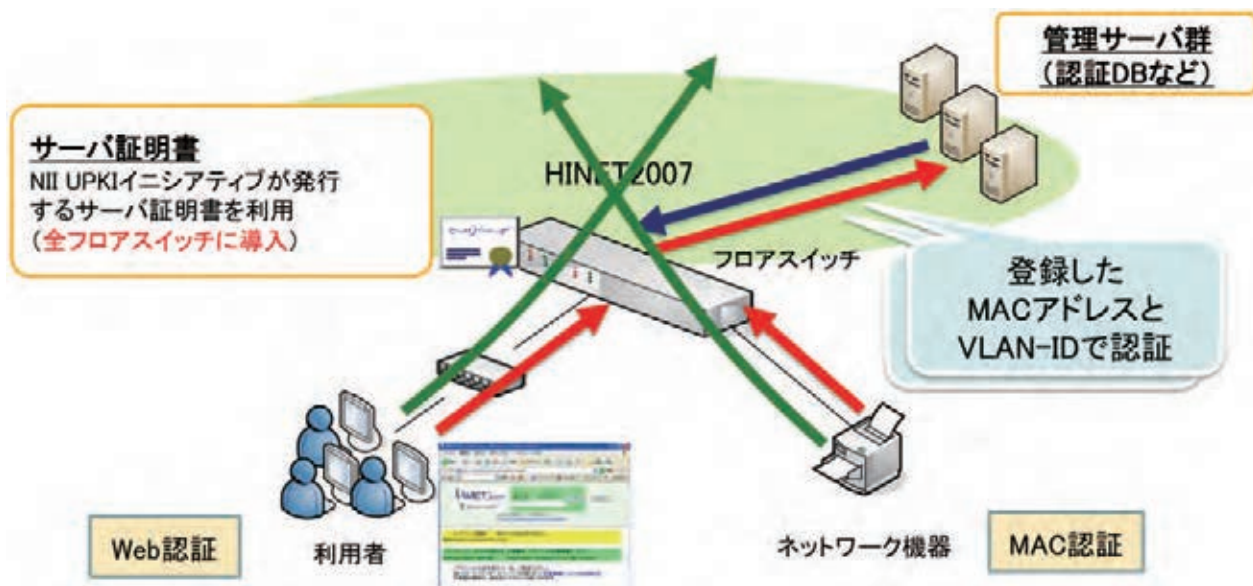 管理サーバ群
（認証DBなど）
サーバ証明書
NII UPKIイニシアティブが発行
するサーバ証明書を利用
（全フロアスイッチに導入）
HINET2007
フロアスイッチ
登録した
MACアドレスと
VLAN-IDで認証
Web認証
利用者
ネットワーク機器
MAC認証